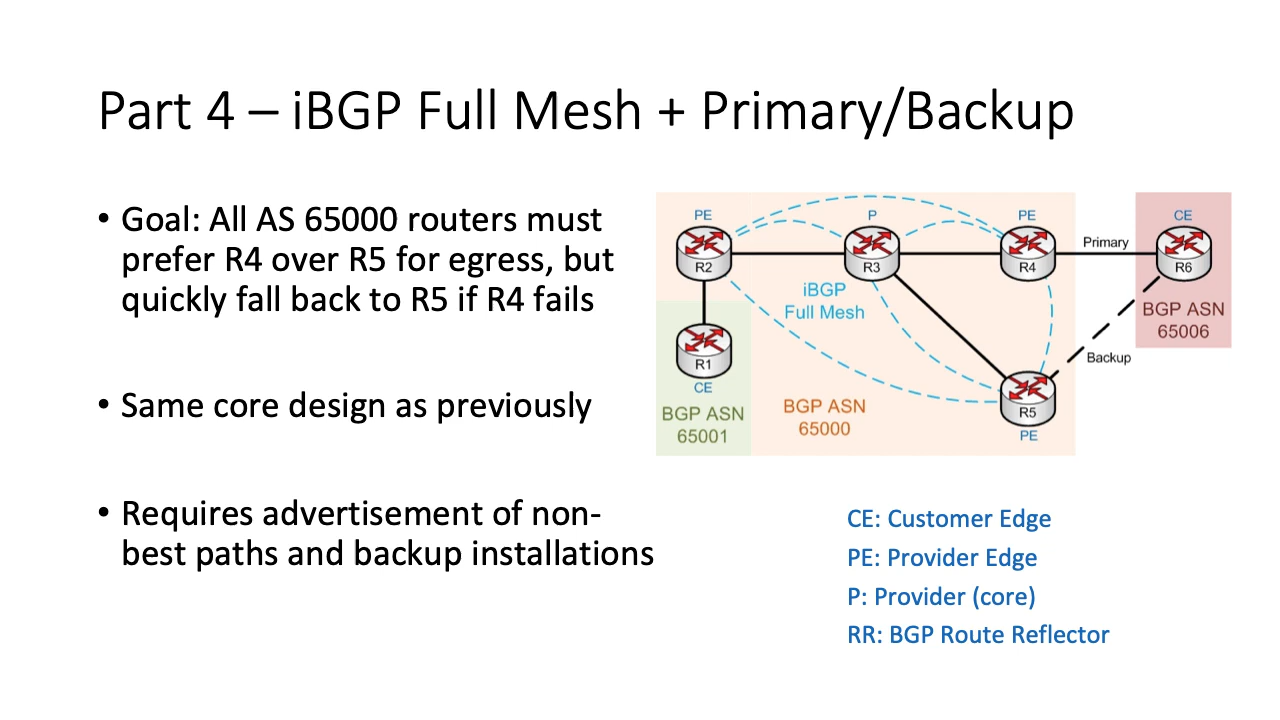 Part 4 – iBGP Full Mesh + Primary/Backup
• Goal: All AS 65000 routers must
prefer R4 over R5 for egress, but
quickly fall back to R5 if R4 fails
• Same core design as previously
• Requires advertisement of non-
best paths and backup installations
PE
P
PE
CE
R2
R3
R4
Primary
R6
iBGP
Full Mesh
BGP ASN
65006
R1
CE
Backup
BGP ASN
65001
BGP ASN
65000
R5
PE
CE: Customer Edge
PE: Provider Edge
P: Provider (core)
RR: BGP Route Reflector